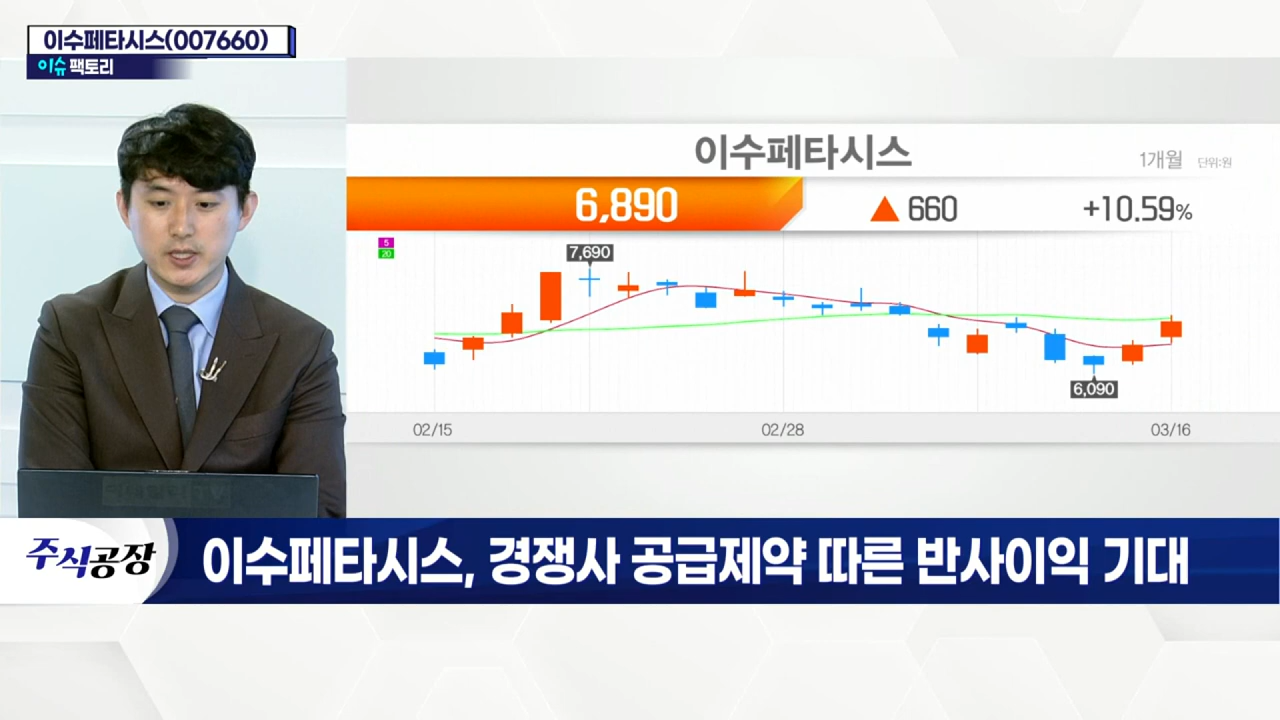 이수페타시스(007660)
이슈 팩토리
이수페타시스
1개월 단위:원
6,890 ▲ 660 +10.59%
5
20
7,690
6,090
02/15 02/28 03/16
주식공장
이수페타시스, 경쟁사 공급제약 따른 반사이익 기대